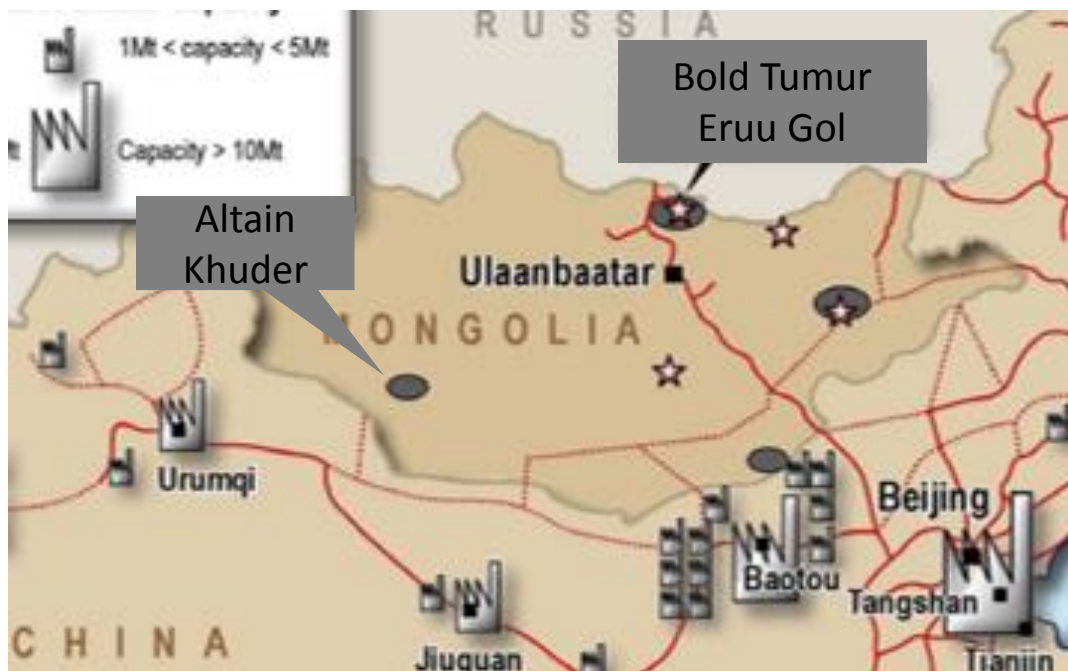 1Mt < capacity < 5Mt
Capacity > 10Mt
RUSSIA
Bold Tumur
Eruu Gol
Altain
Khuder
Ulaanbaatar
MONGOLIA
Urumqi
Beijing
Baotou
Tangshan
CHINA
Jiuquan
Tianjin